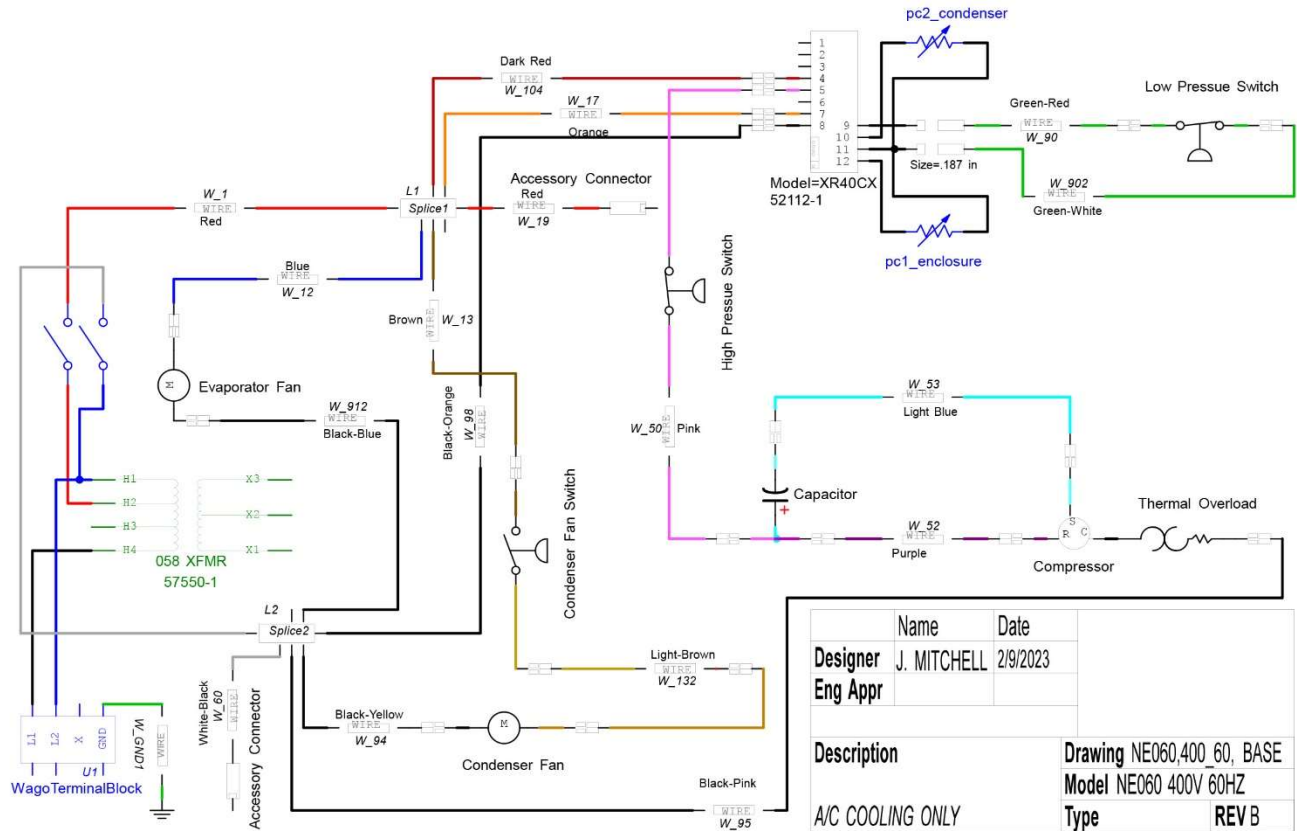 pc2_condenser
1
2
3
4
5
6
7
8
9
10
11
12
Dark Red
WIRE
W_104
W_17
WIRE
Orange
Green-Red
WIRE
W_90
Low Pressue Switch
Size=.187 in
Model=XR40CX
52112-1
W_902
WIRE
Green-White
pc1_enclosure
W_1
WIRE
Red
L1
Splice1
Accessory Connector
Red
WIRE
W_19
Blue
WIRE
W_12
Brown
WIRE
W_13
High Pressue Switch
M
Evaporator Fan
W_912
WIRE
Black-Blue
Black-Orange
W_98
WIRE
W_50
WIRE
Pink
W_53
WIRE
Light Blue
Capacitor
+
Thermal Overload
W_52
WIRE
Purple
S
R
C
Compressor
H1
H2
H3
H4
X3
X2
X1
058 XFMR
57550-1
Condenser Fan Switch
L2
Splice2
Light-Brown
WIRE
W_132
White-Black
W_60
WIRE
Accessory Connector
Black-Yellow
WIRE
W_94
M
Condenser Fan
Black-Pink
WIRE
W_95
L1
L2
X
GND
U1
WagoTerminalBlock
W_GND1
WIRE
Name Date
Designer J. MITCHELL 2/9/2023
Eng Appr
Description Drawing NE060,400_60, BASE
Model NE060 400V 60HZ
A/C COOLING ONLY Type REV B